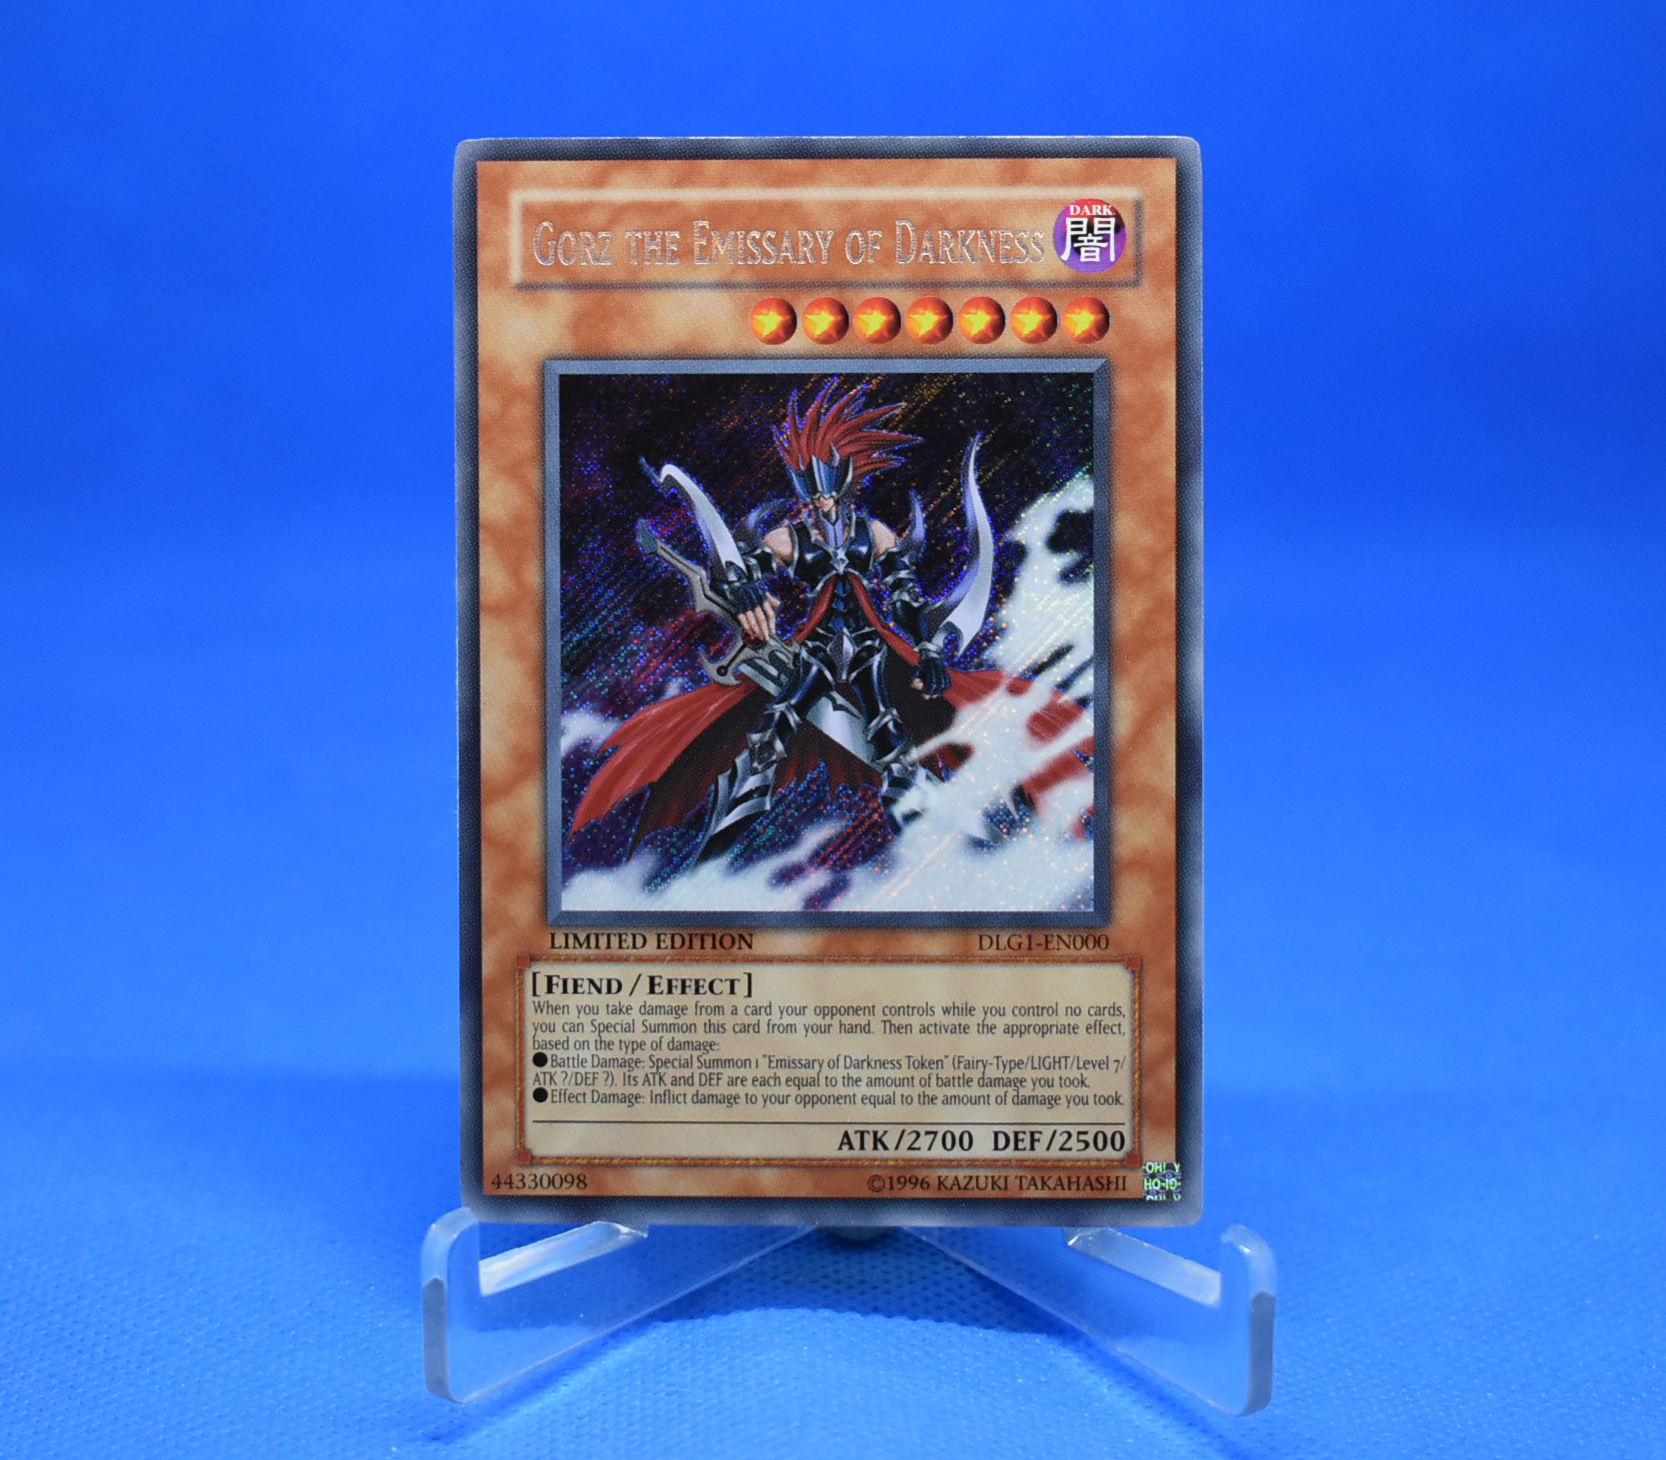 GORZ THE EMISSARY OF DARKNESS
DARK
闇
LIMITED EDITION DLG1-EN000
[FIEND / EFFECT]
When you take damage from a card your opponent controls while you control no cards,
you can Special Summon this card from your hand. Then activate the appropriate effect,
based on the type of damage:
●Battle Damage: Special Summon 1 "Emissary of Darkness Token" (Fairy-Type/LIGHT/Level 7/
ATK ?/DEF ?). Its ATK and DEF are each equal to the amount of battle damage you took.
●Effect Damage: Inflict damage to your opponent equal to the amount of damage you took.
ATK/2700 DEF/2500
44330098 ©1996 KAZUKI TAKAHASHI